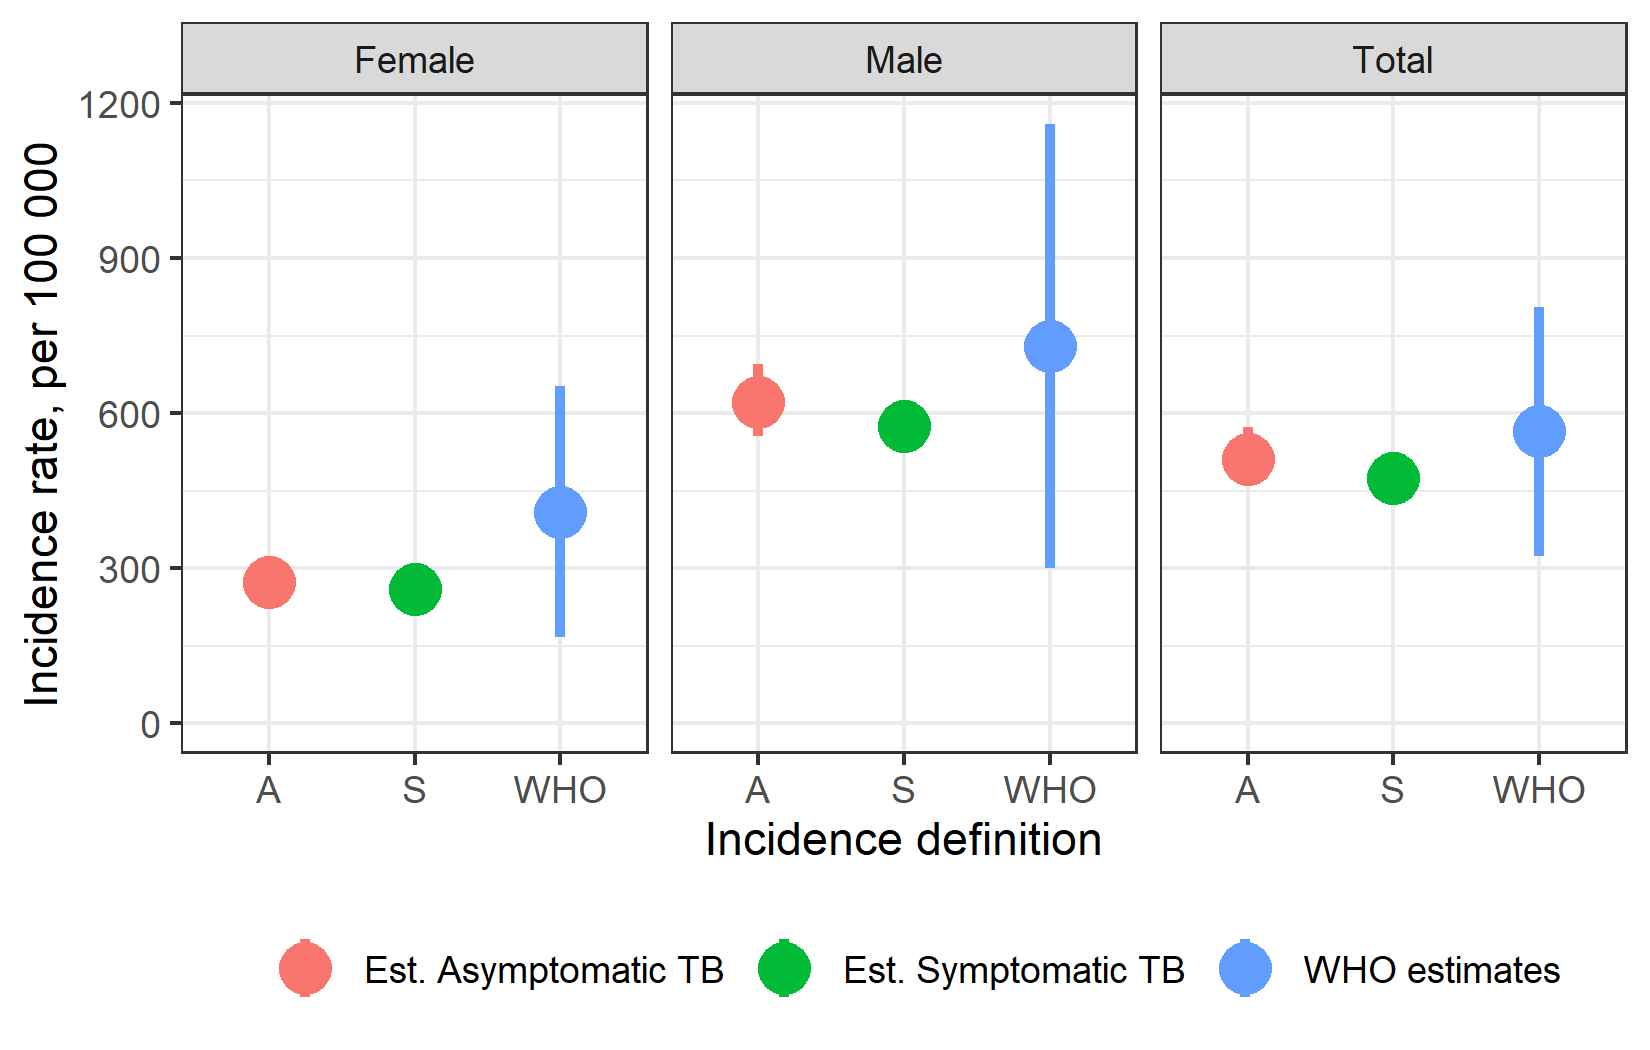 Female Male Total
Incidence rate, per 100 000
1200
900
600
300
0
A S WHO A S WHO A S WHO
Incidence definition
Est. Asymptomatic TB Est. Symptomatic TB WHO estimates